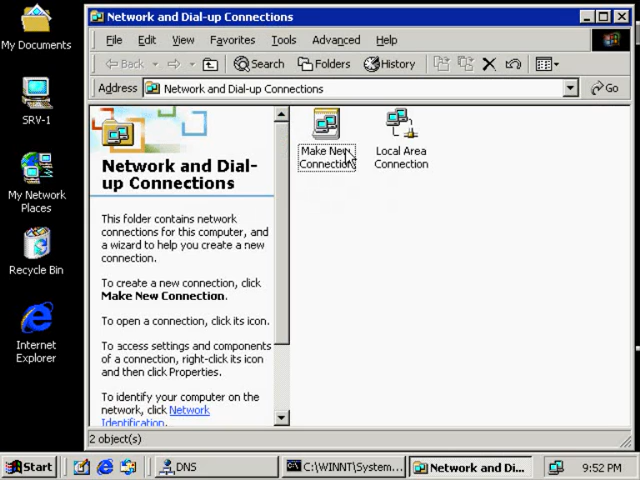 Network and Dial-up Connections
File Edit View Favorites Tools Advanced Help
Back Search Folders History
Address Network and Dial-up Connections Go
My Documents
SRV-1
My Network
Places
Recycle Bin
Internet
Explorer
Network and Dial-
up Connections
This folder contains network
connections for this computer, and
a wizard to help you create a new
connection.
To create a new connection, click
Make New Connection.
To open a connection, click its icon.
To access settings and components
of a connection, right-click its icon
and then click Properties.
To identify your computer on the
network, click Network
Identification.
Make New
Connection
Local Area
Connection
2 object(s)
Start DNS C:\WINNT\System... Network and Di... 9:52 PM